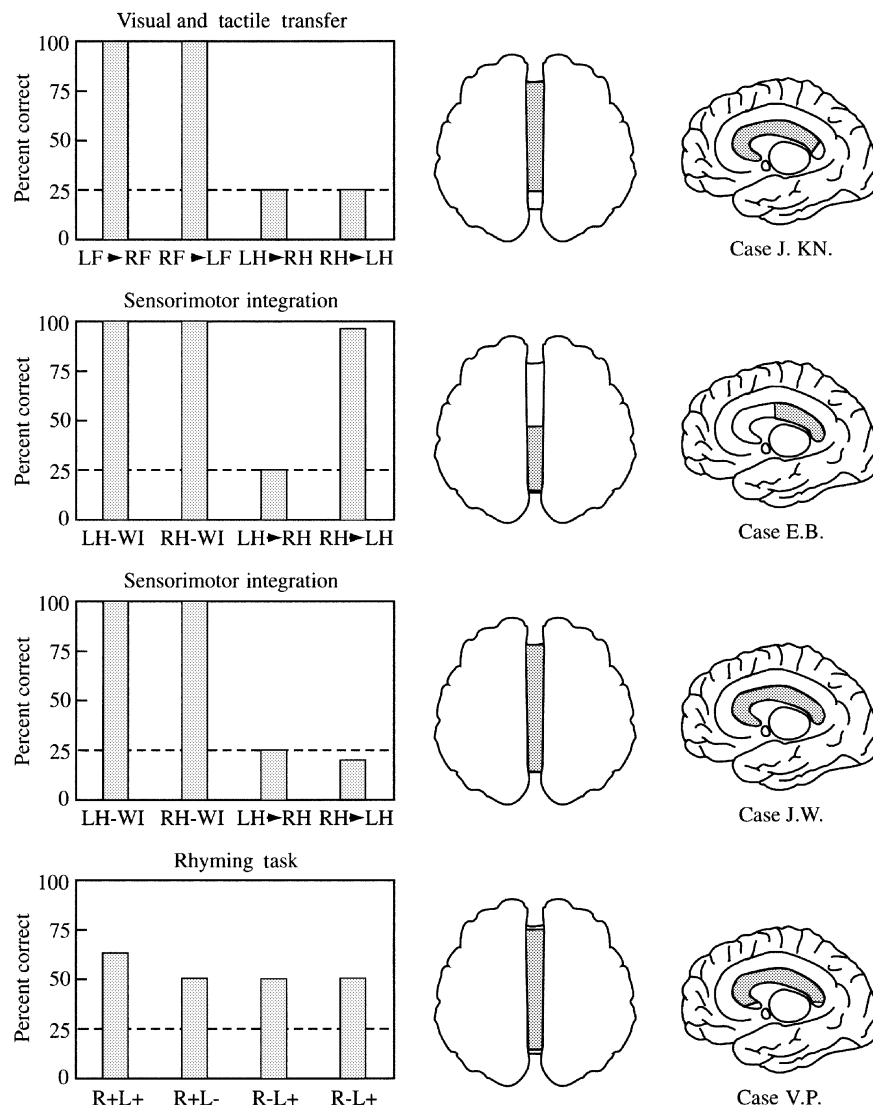 Visual and tactile transfer
Percent correct
100
75
50
25
0
LF►RF RF►LF LH►RH RH►LH
Case J. KN.
Sensorimotor integration
Percent correct
100
75
50
25
0
LH-WI RH-WI LH►RH RH►LH
Case E.B.
Sensorimotor integration
Percent correct
100
75
50
25
0
LH-WI RH-WI LH►RH RH►LH
Case J.W.
Rhyming task
Percent correct
100
75
50
25
0
R+L+ R+L- R-L+ R-L+
Case V.P.